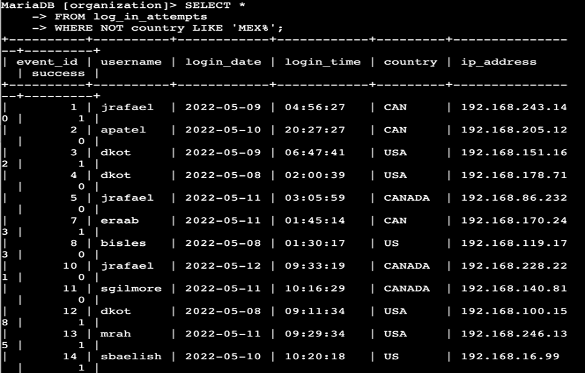 MariaDB [organization]> SELECT *
    -> FROM log_in_attempts
    -> WHERE NOT country LIKE 'MEX%';
+----------+----------+------------+------------+---------+---------------
--+---------+
| event_id | username | login_date | login_time | country | ip_address
  | success |
+----------+----------+------------+------------+---------+---------------
--+---------+
|        1 | jrafael | 2022-05-09 | 04:56:27 | CAN | 192.168.243.14
0 |       1 |
|        2 | apatel | 2022-05-10 | 20:27:27 | CAN | 192.168.205.12
  |       0 |
|        3 | dkot | 2022-05-09 | 06:47:41 | USA | 192.168.151.16
2 |       1 |
|        4 | dkot | 2022-05-08 | 02:00:39 | USA | 192.168.178.71
  |       0 |
|        5 | jrafael | 2022-05-11 | 03:05:59 | CANADA | 192.168.86.232
  |       0 |
|        7 | eraab | 2022-05-11 | 01:45:14 | CAN | 192.168.170.24
3 |       1 |
|        8 | bisles | 2022-05-08 | 01:30:17 | US | 192.168.119.17
3 |       0 |
|       10 | jrafael | 2022-05-12 | 09:33:19 | CANADA | 192.168.228.22
1 |       0 |
|       11 | sgilmore | 2022-05-11 | 10:16:29 | CANADA | 192.168.140.81
  |       0 |
|       12 | dkot | 2022-05-08 | 09:11:34 | USA | 192.168.100.15
8 |       1 |
|       13 | mrah | 2022-05-11 | 09:29:34 | USA | 192.168.246.13
5 |       1 |
|       14 | sbaelish | 2022-05-10 | 10:20:18 | US | 192.168.16.99
  |       1 |